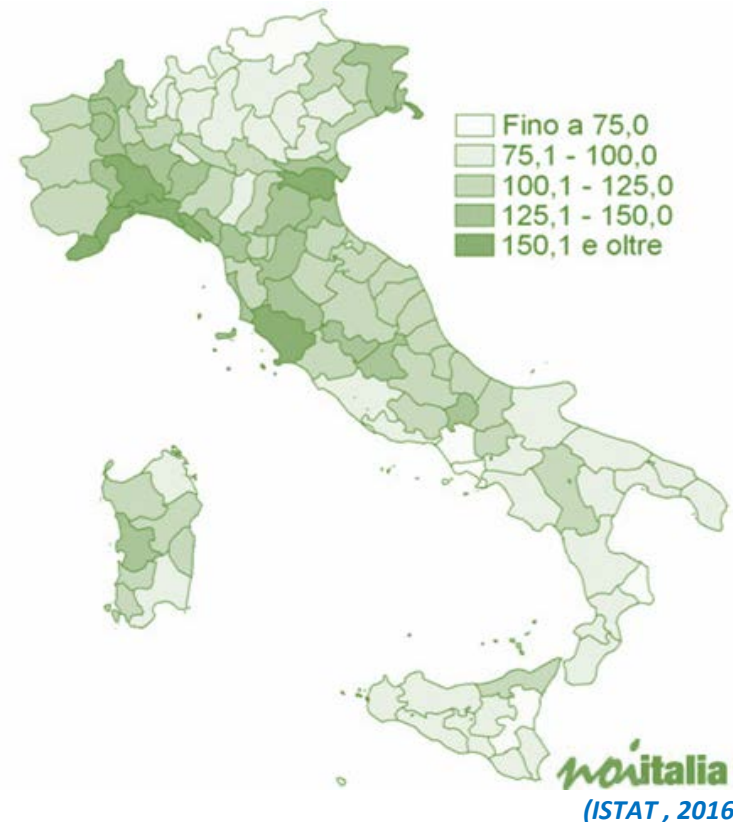 Fino a 75,0
75,1 - 100,0
100,1 - 125,0
125,1 - 150,0
150,1 e oltre
noiitalia
(ISTAT , 2016